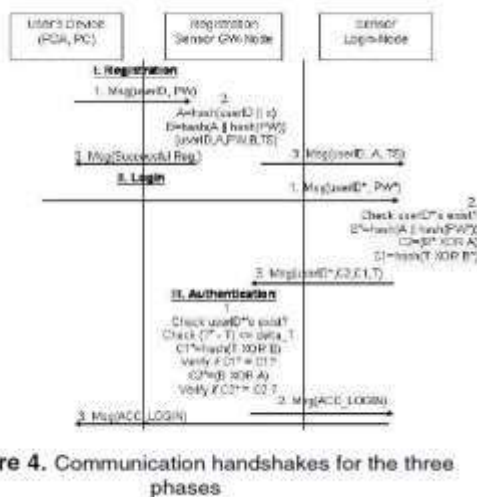 User's Device
(PDA, PC)
Registration
Sensor GW-Node
Sensor
Login-Node
I. Registration
1. Msg(userID, PW)
2.
A=hash(userID || x)
B=hash(A || hash(PW))
(userID,A,PW,B,TS)
Msg(Successful Reg.)
3. Msg(userID, A, TS)
II. Login
1. Msg(userID*, PW*)
2.
Check userID*'s exist?
B*=hash(A || hash(PW*))
C2=(B* XOR A)
C1=hash(T XOR B*)
3. Msg(userID*,C2,C1,T)
III. Authentication
1.
Check userID*'s exist?
Check (T* - T) <= delta_T
C1*=hash(T XOR B)
Verify if C1* = C1?
C2*=(B XOR A)
Verify if C2* = C2 ?
2. Msg(ACC_LOGIN)
3. Msg(ACC_LOGIN)
re 4. Communication handshakes for the three
phases